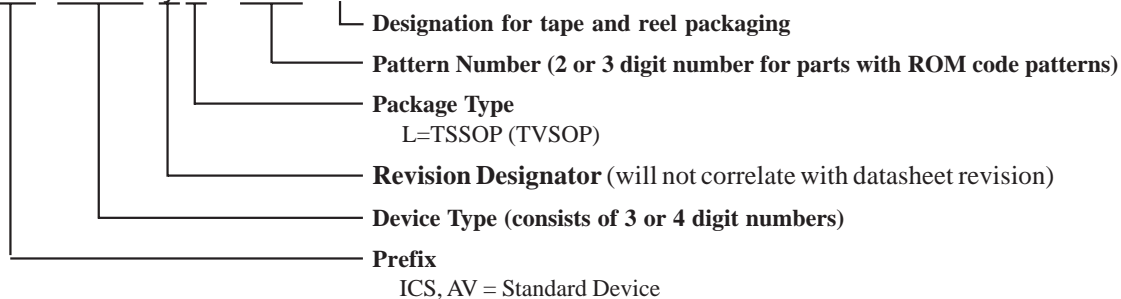 Designation for tape and reel packaging
Pattern Number (2 or 3 digit number for parts with ROM code patterns)
Package Type
L=TSSOP (TVSOP)
Revision Designator (will not correlate with datasheet revision)
Device Type (consists of 3 or 4 digit numbers)
Prefix
ICS, AV = Standard Device